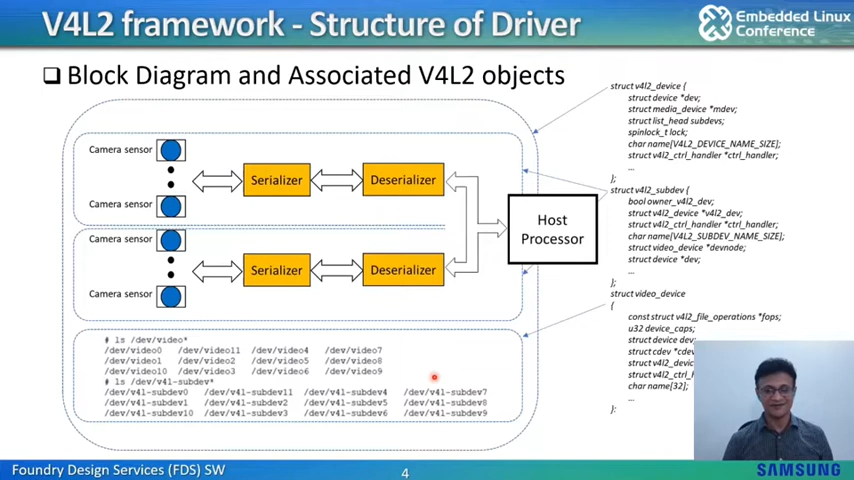 V4L2 framework - Structure of Driver
Embedded Linux
Conference
❑ Block Diagram and Associated V4L2 objects
Camera sensor
Camera sensor
Serializer
Deserializer
Camera sensor
Camera sensor
Serializer
Deserializer
Host
Processor
# ls /dev/video*
/dev/video0 /dev/video11 /dev/video4 /dev/video7
/dev/video1 /dev/video2 /dev/video5 /dev/video8
/dev/video10 /dev/video3 /dev/video6 /dev/video9
# ls /dev/v4l-subdev*
/dev/v4l-subdev0 /dev/v4l-subdev11 /dev/v4l-subdev4 /dev/v4l-subdev7
/dev/v4l-subdev1 /dev/v4l-subdev2 /dev/v4l-subdev5 /dev/v4l-subdev8
/dev/v4l-subdev10 /dev/v4l-subdev3 /dev/v4l-subdev6 /dev/v4l-subdev9
struct v4l2_device {
struct device *dev;
struct media_device *mdev;
struct list_head subdevs;
spinlock_t lock;
char name[V4L2_DEVICE_NAME_SIZE];
struct v4l2_ctrl_handler *ctrl_handler;
...
};
struct v4l2_subdev {
bool owner_v4l2_dev;
struct v4l2_device *v4l2_dev;
struct v4l2_ctrl_handler *ctrl_handler;
char name[V4L2_SUBDEV_NAME_SIZE];
struct video_device *devnode;
struct device *dev;
...
};
struct video_device
{
const struct v4l2_file_operations *fops;
u32 device_caps;
struct device dev;
struct cdev *cdev
struct v4l2_devic
struct v4l2_ctrl_h
char name[32];
...
};
Foundry Design Services (FDS) SW
4
SAMSUNG